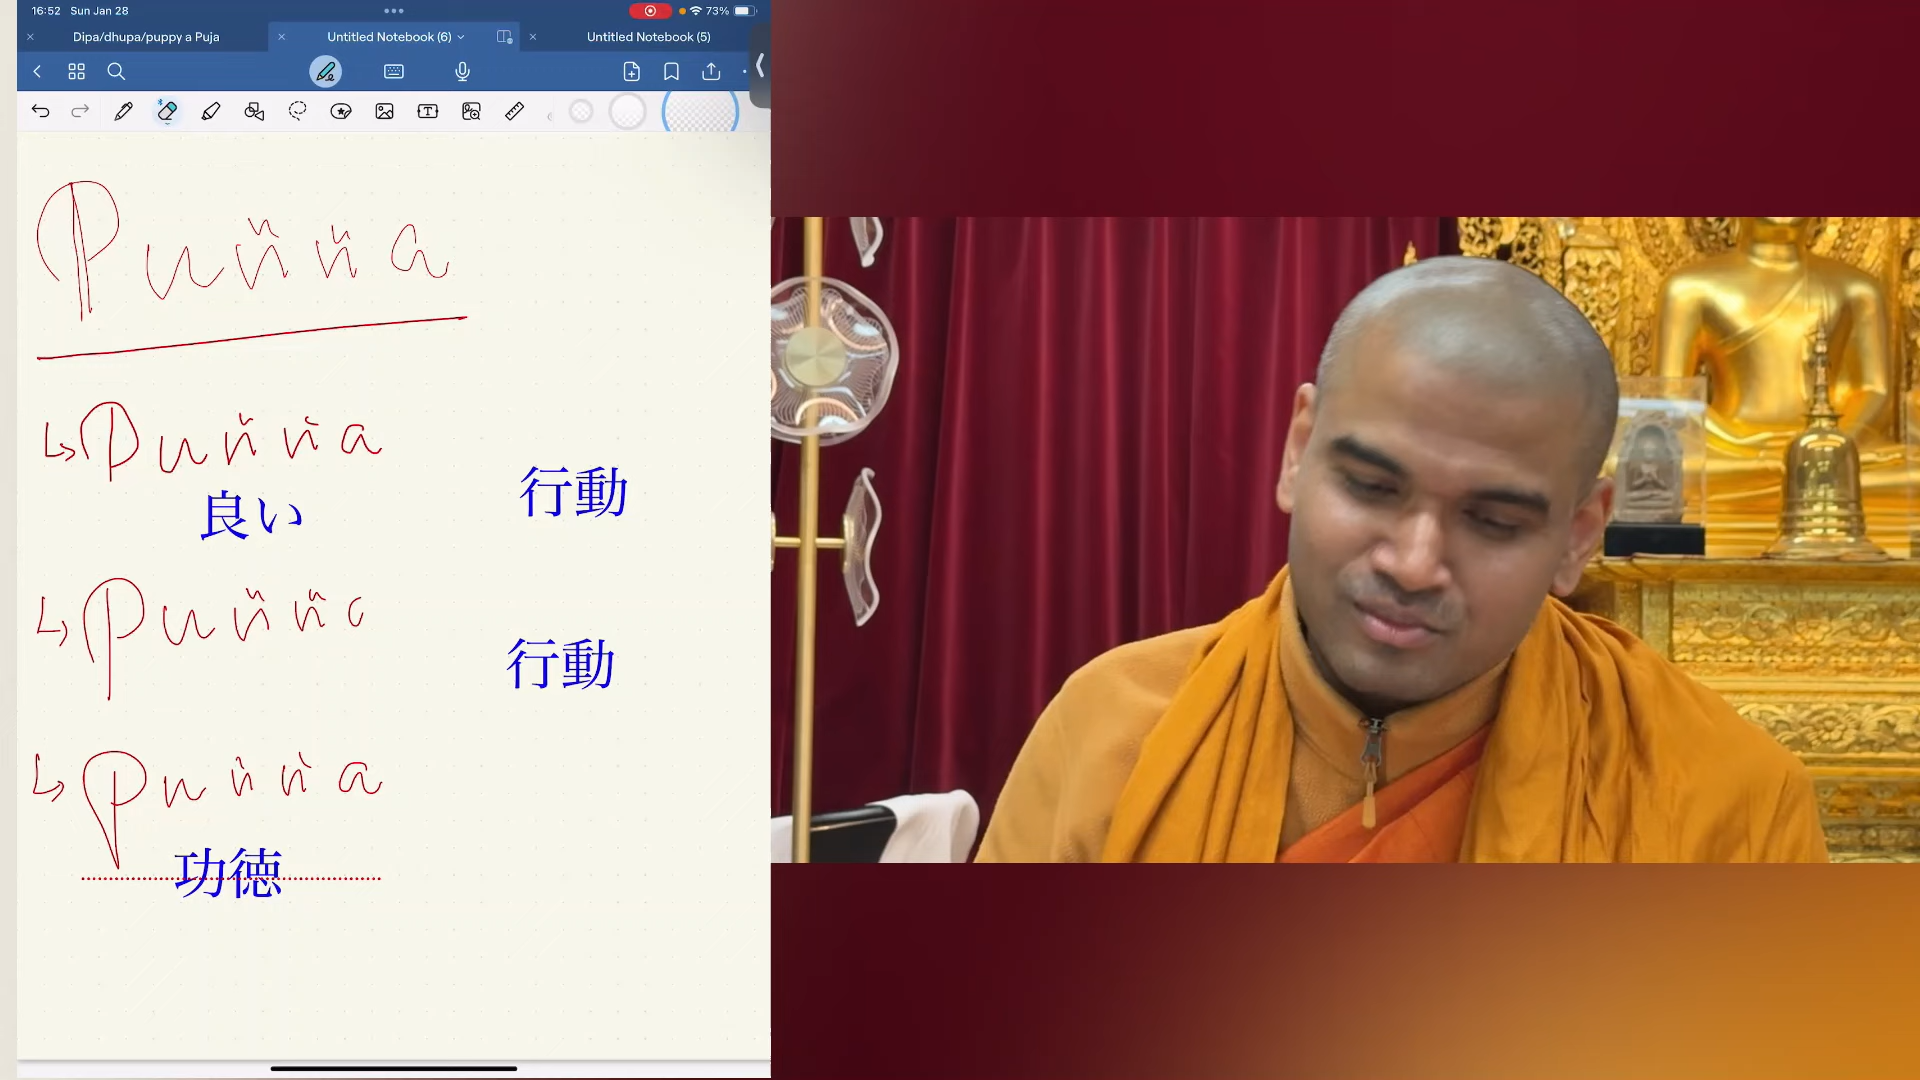 16:52 Sun Jan 28 73%
Dipa/dhupa/puppy a Puja Untitled Notebook (6) Untitled Notebook (5)
Puñña
Puñña
良い 行動
Puñña
行動
Puñña
功徳